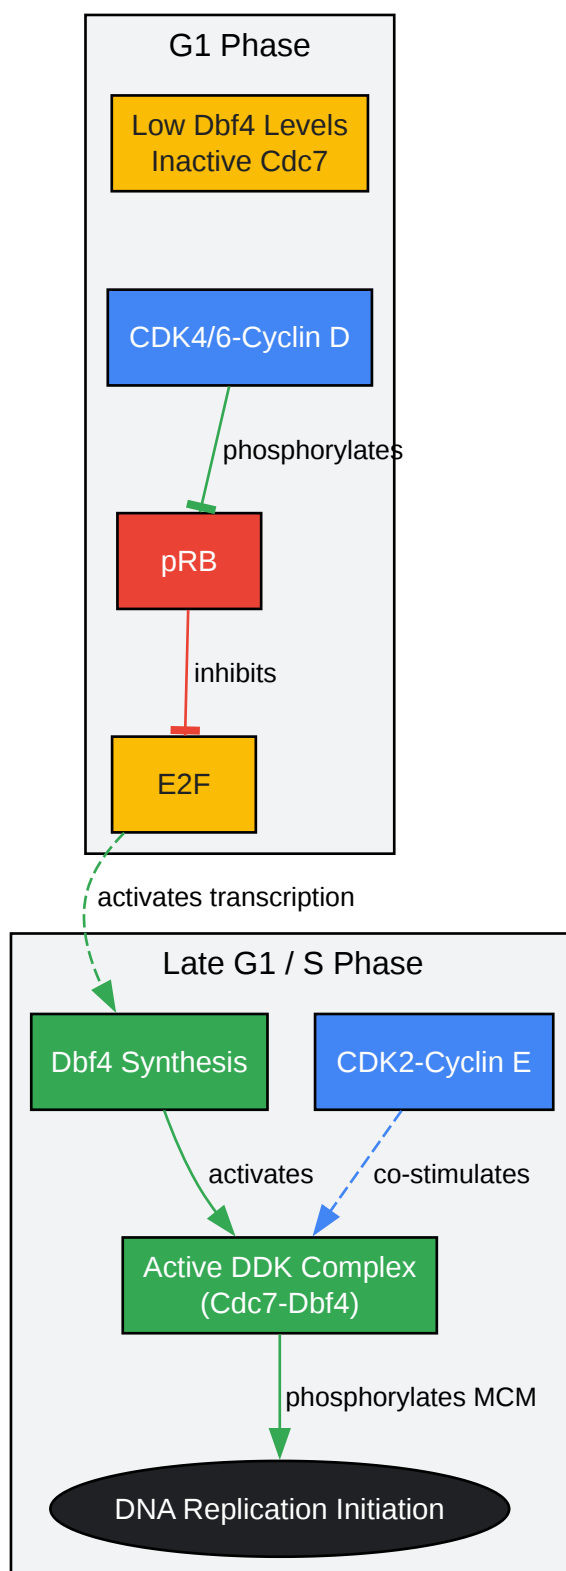 G1 Phase
Low Dbf4 Levels
Inactive Cdc7
CDK4/6-Cyclin D
phosphorylates
pRB
inhibits
E2F
activates transcription
Late G1 / S Phase
Dbf4 Synthesis
CDK2-Cyclin E
activates
co-stimulates
Active DDK Complex
(Cdc7-Dbf4)
phosphorylates MCM
DNA Replication Initiation